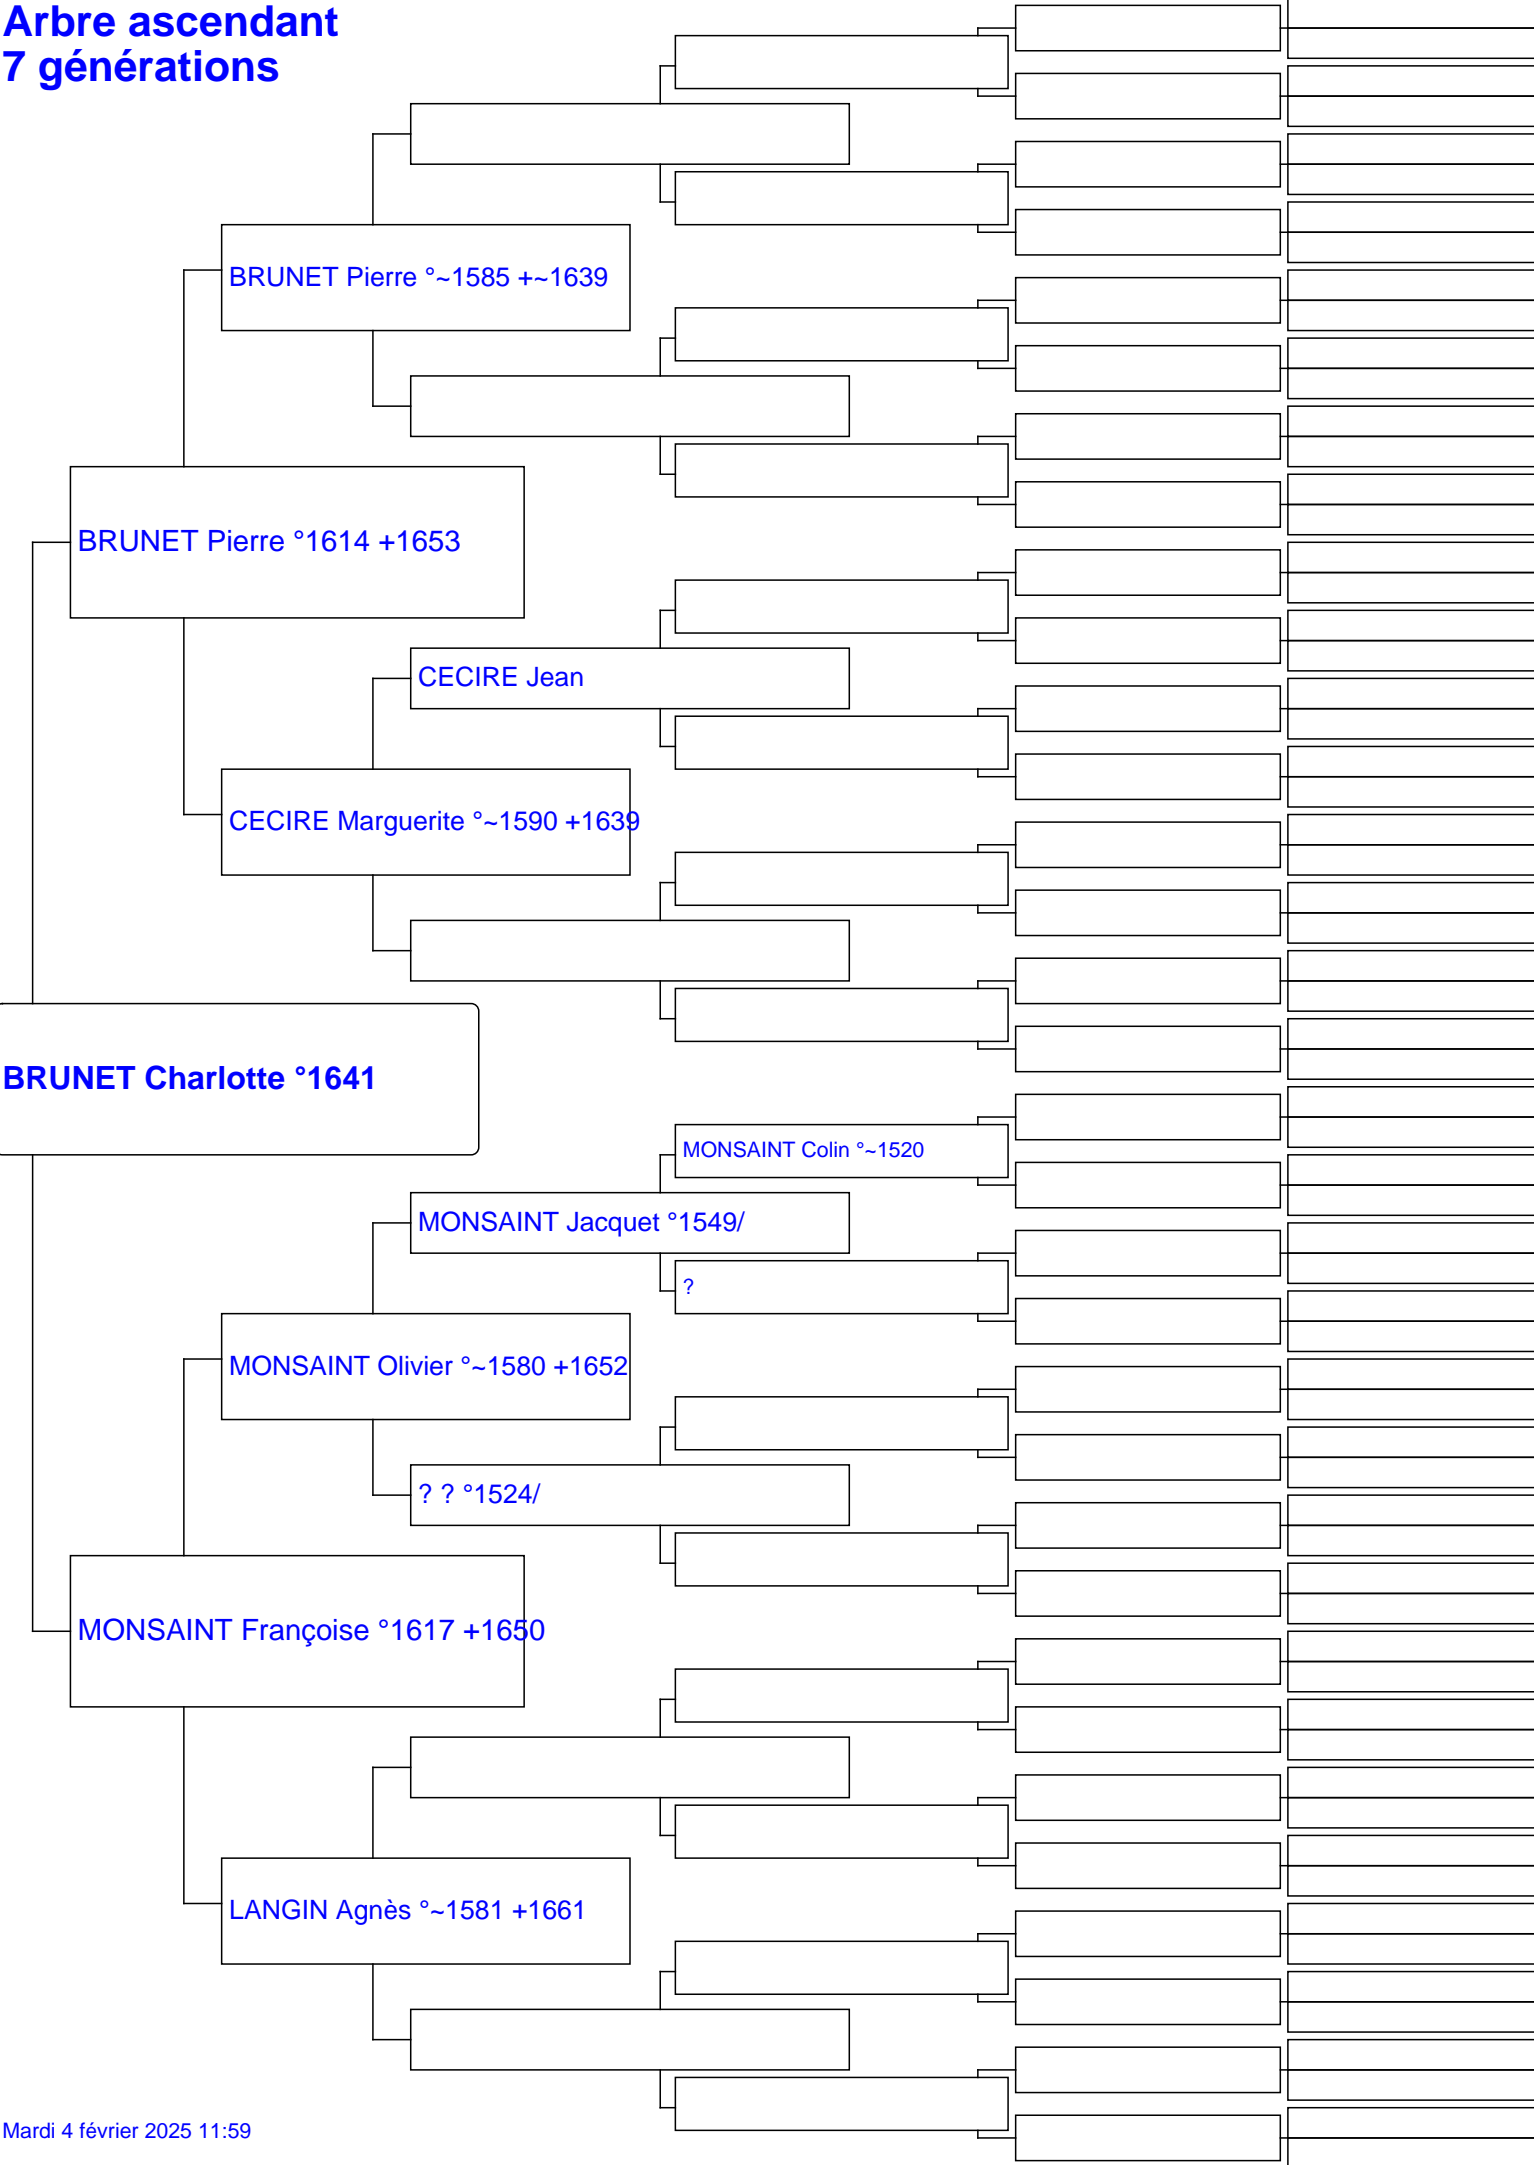 Arbre ascendant
7 générations
BRUNET Pierre °~1585 +~1639
BRUNET Pierre °1614 +1653
CECIRE Jean
CECIRE Marguerite °~1590 +1639
BRUNET Charlotte °1641
MONSAINT Colin °~1520
MONSAINT Jacquet °1549/
?
MONSAINT Olivier °~1580 +1652
? ? °1524/
MONSAINT Françoise °1617 +1650
LANGIN Agnès °~1581 +1661
Mardi 4 février 2025 11:59